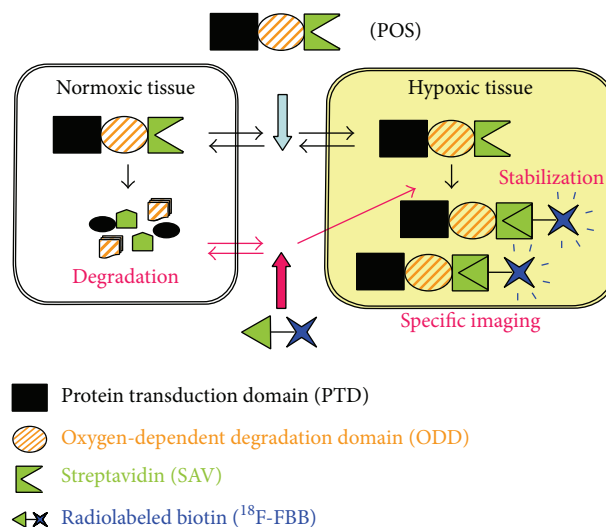 (POS)
Normoxic tissue
Hypoxic tissue
Stabilization
Degradation
Specific imaging
Protein transduction domain (PTD)
Oxygen-dependent degradation domain (ODD)
Streptavidin (SAV)
Radiolabeled biotin (¹⁸F-FBB)